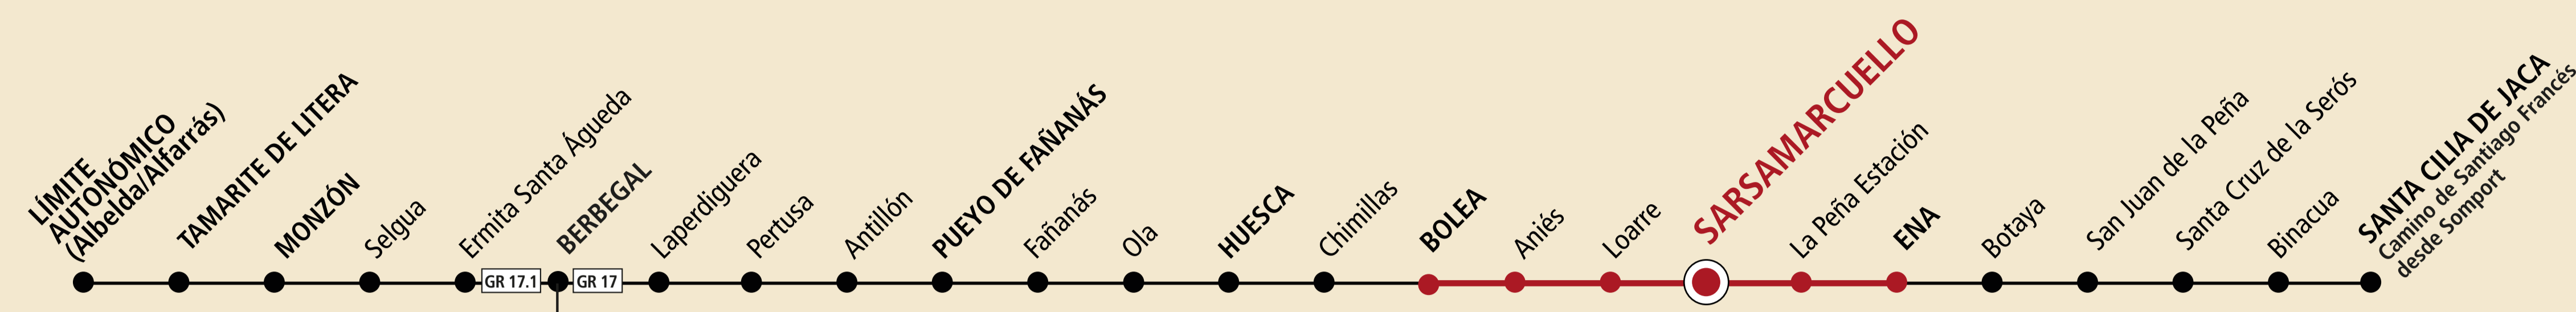 LÍMITE
AUTONÓMICO
(Albelda/Alfarrás)
TAMARITE DE LITERA
MONZÓN
Selgua
Ermita Santa Águeda
GR 17.1
BERBEGAL
GR 17
Laperdiguera
Pertusa
Antillón
PUEYO DE FAÑANÁS
Fañanás
Ola
HUESCA
Chimillas
BOLEA
Aniés
Loarre
SARSAMARCUELLO
La Peña Estación
ENA
Botaya
San Juan de la Peña
Santa Cruz de la Serós
Binacua
SANTA CILIA DE JACA
Camino de Santiago Francés
desde Somport